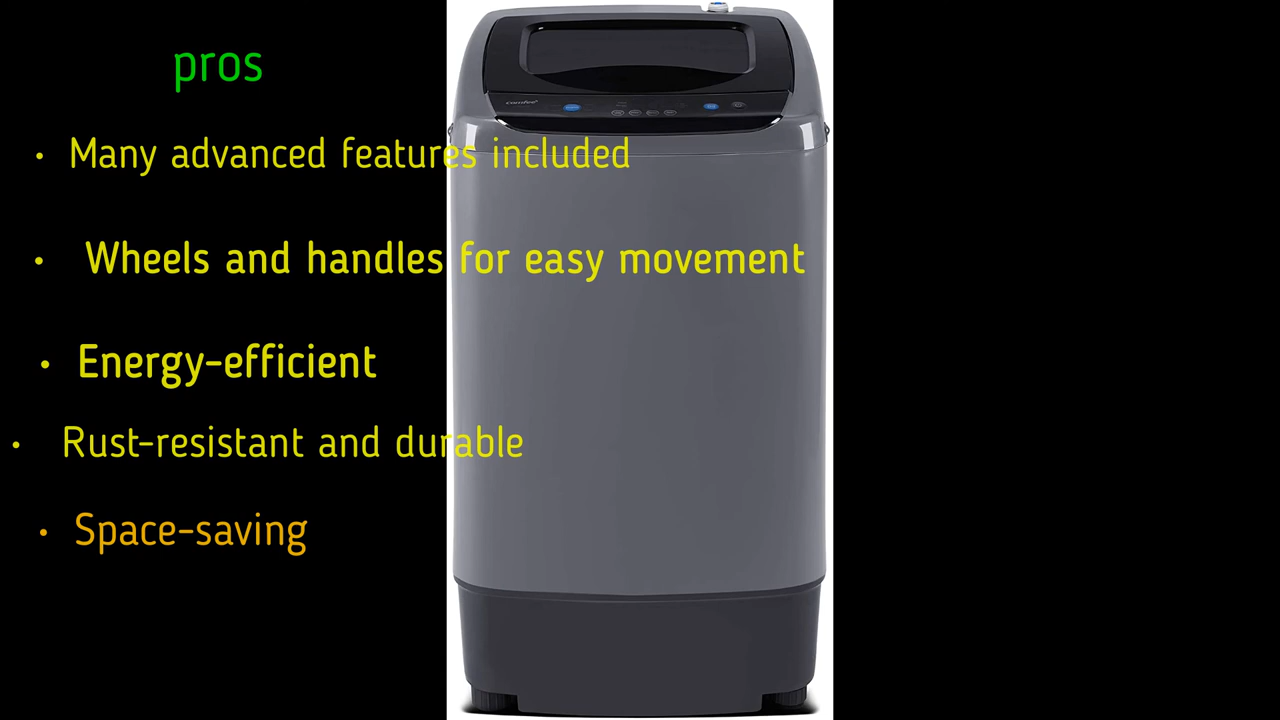 pros
• Many advanced features included
• Wheels and handles for easy movement
• Energy-efficient
• Rust-resistant and durable
• Space-saving
comfee'